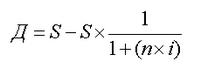 Д = S − S × 1 / (1 + (n × i))